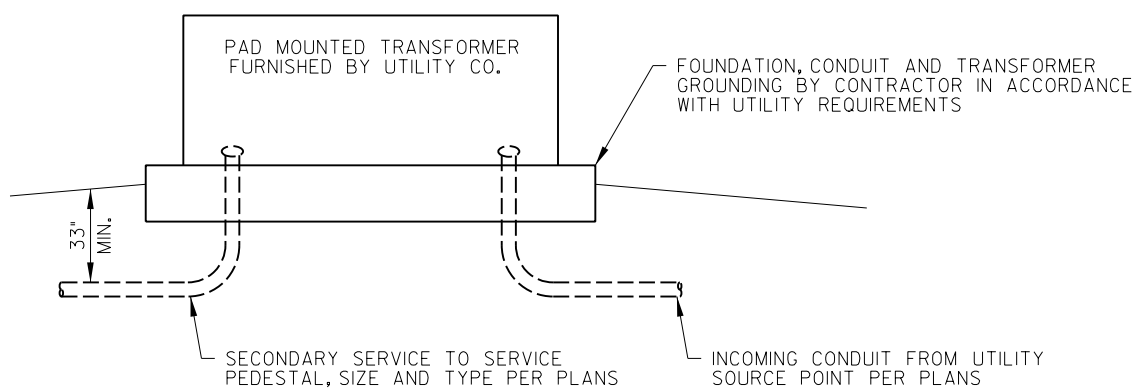 PAD MOUNTED TRANSFORMER
FURNISHED BY UTILITY CO.
FOUNDATION, CONDUIT AND TRANSFORMER
GROUNDING BY CONTRACTOR IN ACCORDANCE
WITH UTILITY REQUIREMENTS
33"
MIN.
SECONDARY SERVICE TO SERVICE
PEDESTAL, SIZE AND TYPE PER PLANS
INCOMING CONDUIT FROM UTILITY
SOURCE POINT PER PLANS